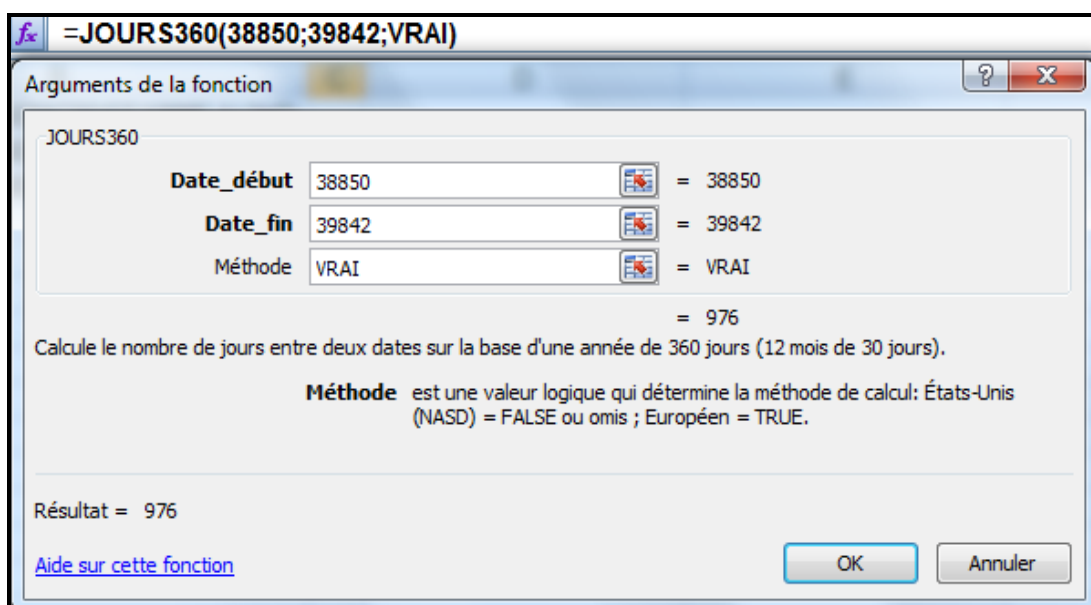 fx =JOURS360(38850;39842;VRAI)
Arguments de la fonction
JOURS360
Date_début 38850 = 38850
Date_fin 39842 = 39842
Méthode VRAI = VRAI
= 976
Calcule le nombre de jours entre deux dates sur la base d'une année de 360 jours (12 mois de 30 jours).
Méthode est une valeur logique qui détermine la méthode de calcul: États-Unis
(NASD) = FALSE ou omis ; Européen = TRUE.
Résultat = 976
Aide sur cette fonction OK Annuler